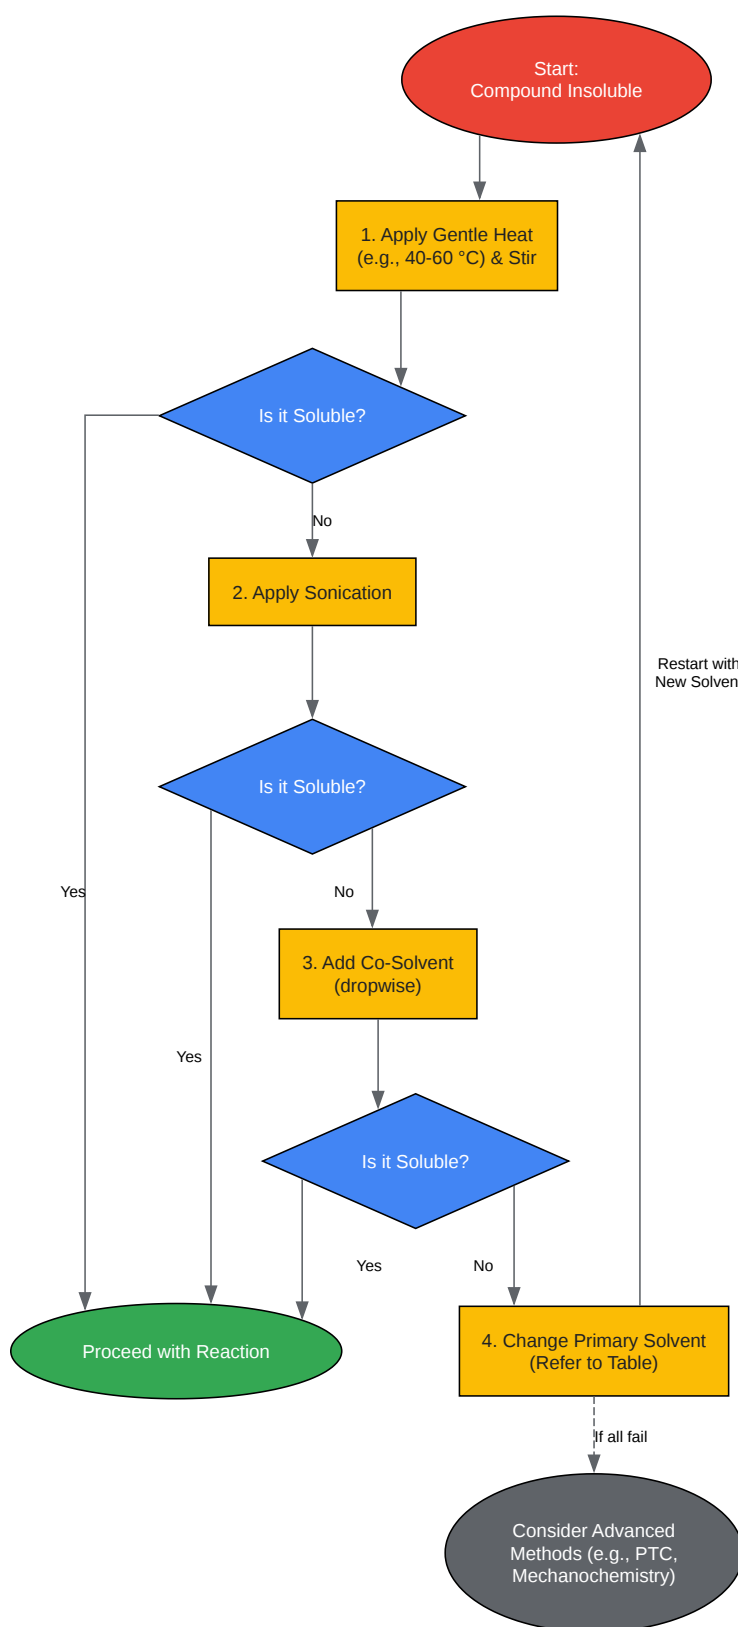 Start:
Compound Insoluble
1. Apply Gentle Heat
(e.g., 40-60 °C) & Stir
Is it Soluble?
No
2. Apply Sonication
Restart with
New Solven
Is it Soluble?
Yes
No
3. Add Co-Solvent
(dropwise)
Yes
Is it Soluble?
Yes
No
Proceed with Reaction
4. Change Primary Solvent
(Refer to Table)
If all fail
Consider Advanced
Methods (e.g., PTC,
Mechanochemistry)